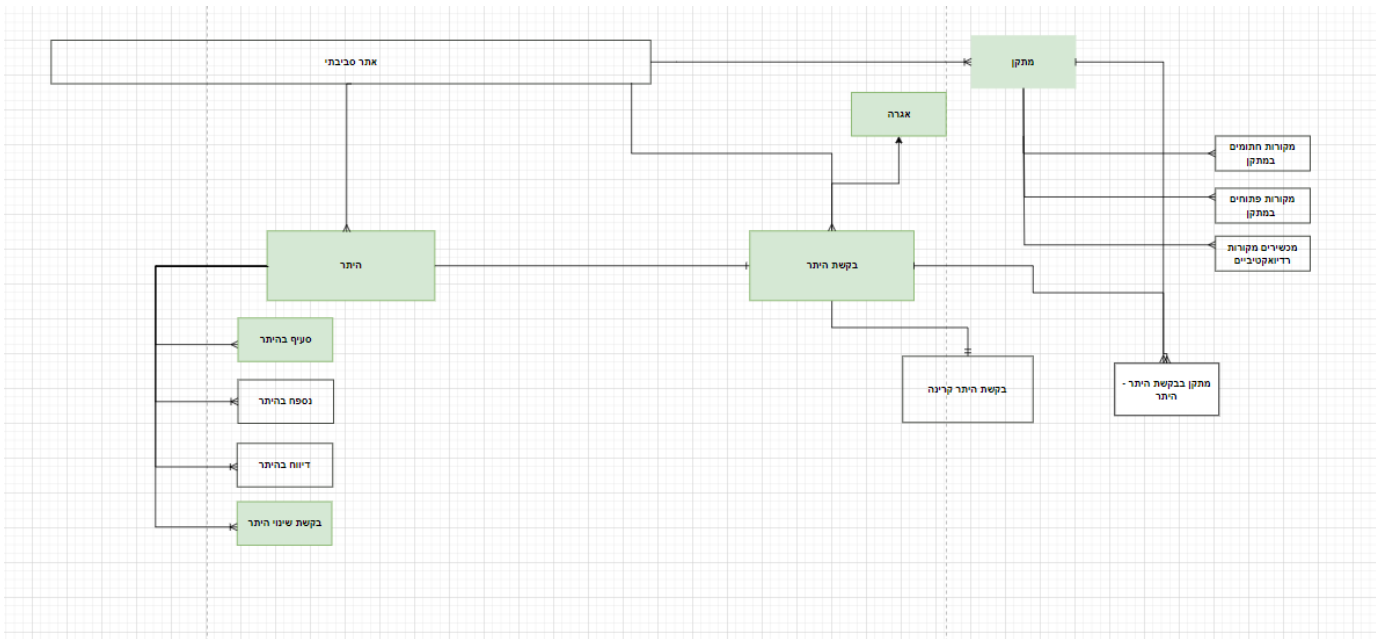 אתר סביבתי
מתקן
אגרה
מקורות חתומים
במתקן
מקורות פתוחים
במתקן
מכשירים מקורות
רדיואקטיביים
היתר
בקשת היתר
סעיף בהיתר
בקשת היתר קרינה
מתקן בבקשת היתר -
היתר
נספח בהיתר
דיווח בהיתר
בקשת שינוי היתר